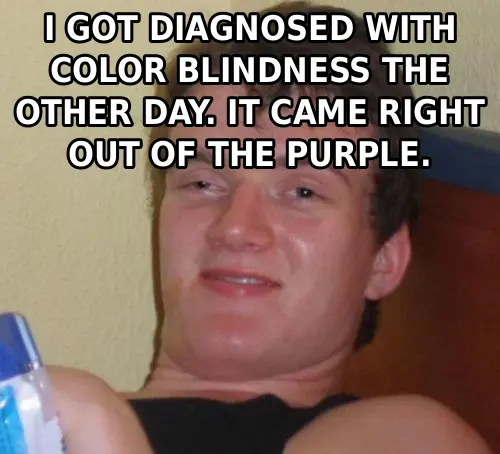 I GOT DIAGNOSED WITH
COLOR BLINDNESS THE
OTHER DAY. IT CAME RIGHT
OUT OF THE PURPLE.